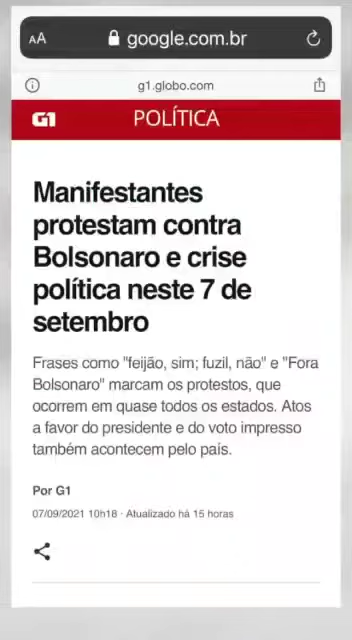 AA google.com.br
g1.globo.com
G1 POLÍTICA
Manifestantes
protestam contra
Bolsonaro e crise
política neste 7 de
setembro
Frases como "feijão, sim; fuzil, não" e "Fora
Bolsonaro" marcam os protestos, que
ocorrem em quase todos os estados. Atos
a favor do presidente e do voto impresso
também acontecem pelo país.
Por G1
07/09/2021 10h18 · Atualizado há 15 horas